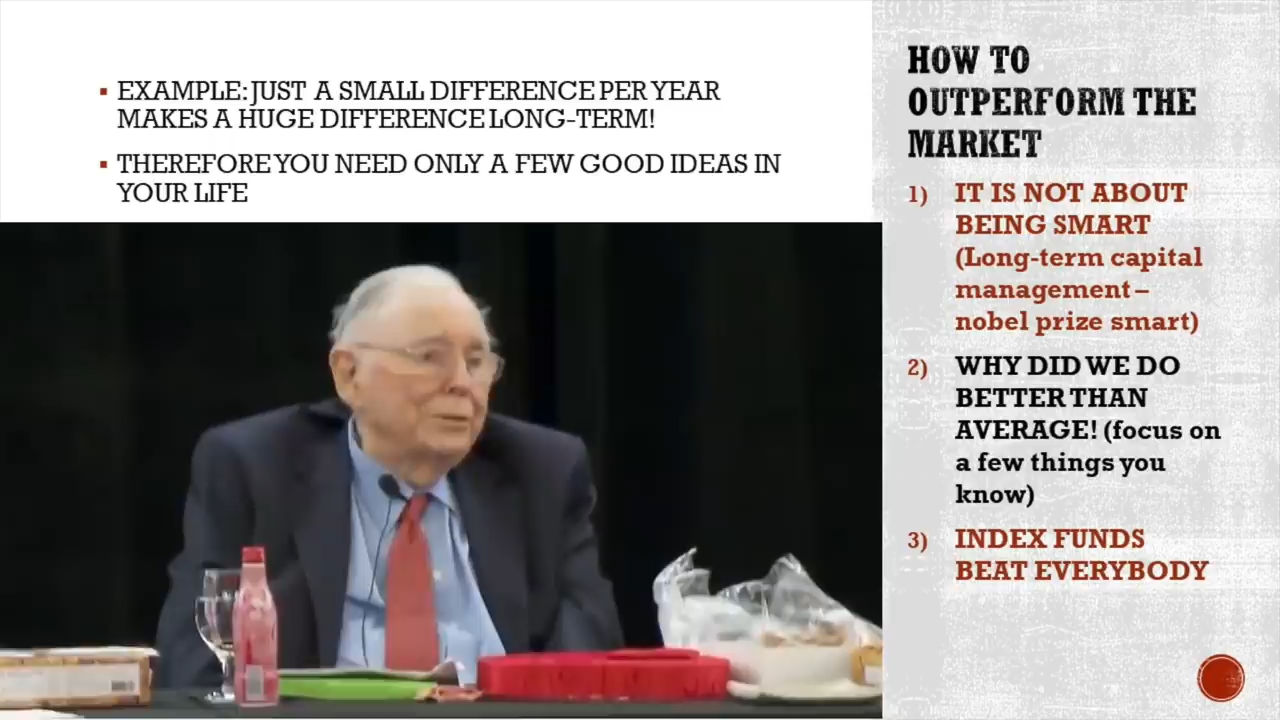 EXAMPLE: JUST A SMALL DIFFERENCE PER YEAR
MAKES A HUGE DIFFERENCE LONG-TERM!
THEREFORE YOU NEED ONLY A FEW GOOD IDEAS IN
YOUR LIFE
HOW TO
OUTPERFORM THE
MARKET
1) IT IS NOT ABOUT
BEING SMART
(Long-term capital
management –
nobel prize smart)
2) WHY DID WE DO
BETTER THAN
AVERAGE! (focus on
a few things you
know)
3) INDEX FUNDS
BEAT EVERYBODY